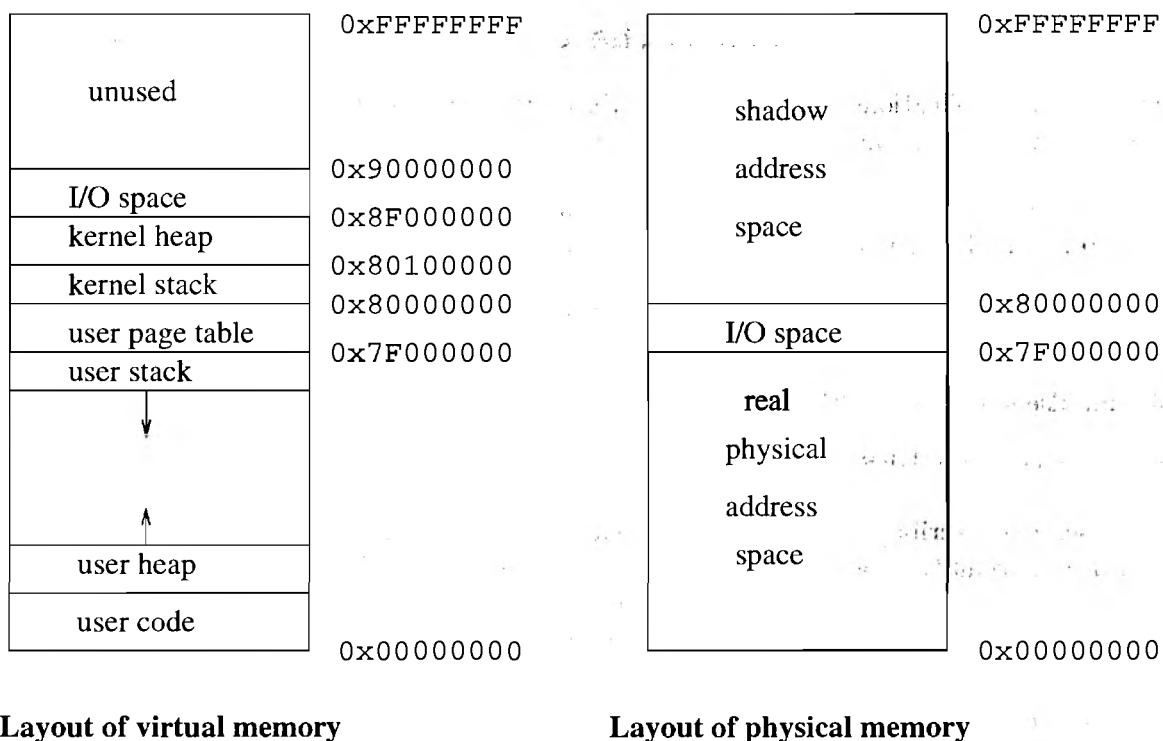 0xFFFFFFFF
unused
0x90000000
I/O space
0x8F000000
kernel heap
0x80100000
kernel stack
0x80000000
user page table
0x7F000000
user stack
user heap
user code
0x00000000
Layout of virtual memory
0xFFFFFFFF
shadow
address
space
0x80000000
I/O space
0x7F000000
real
physical
address
space
0x00000000
Layout of physical memory